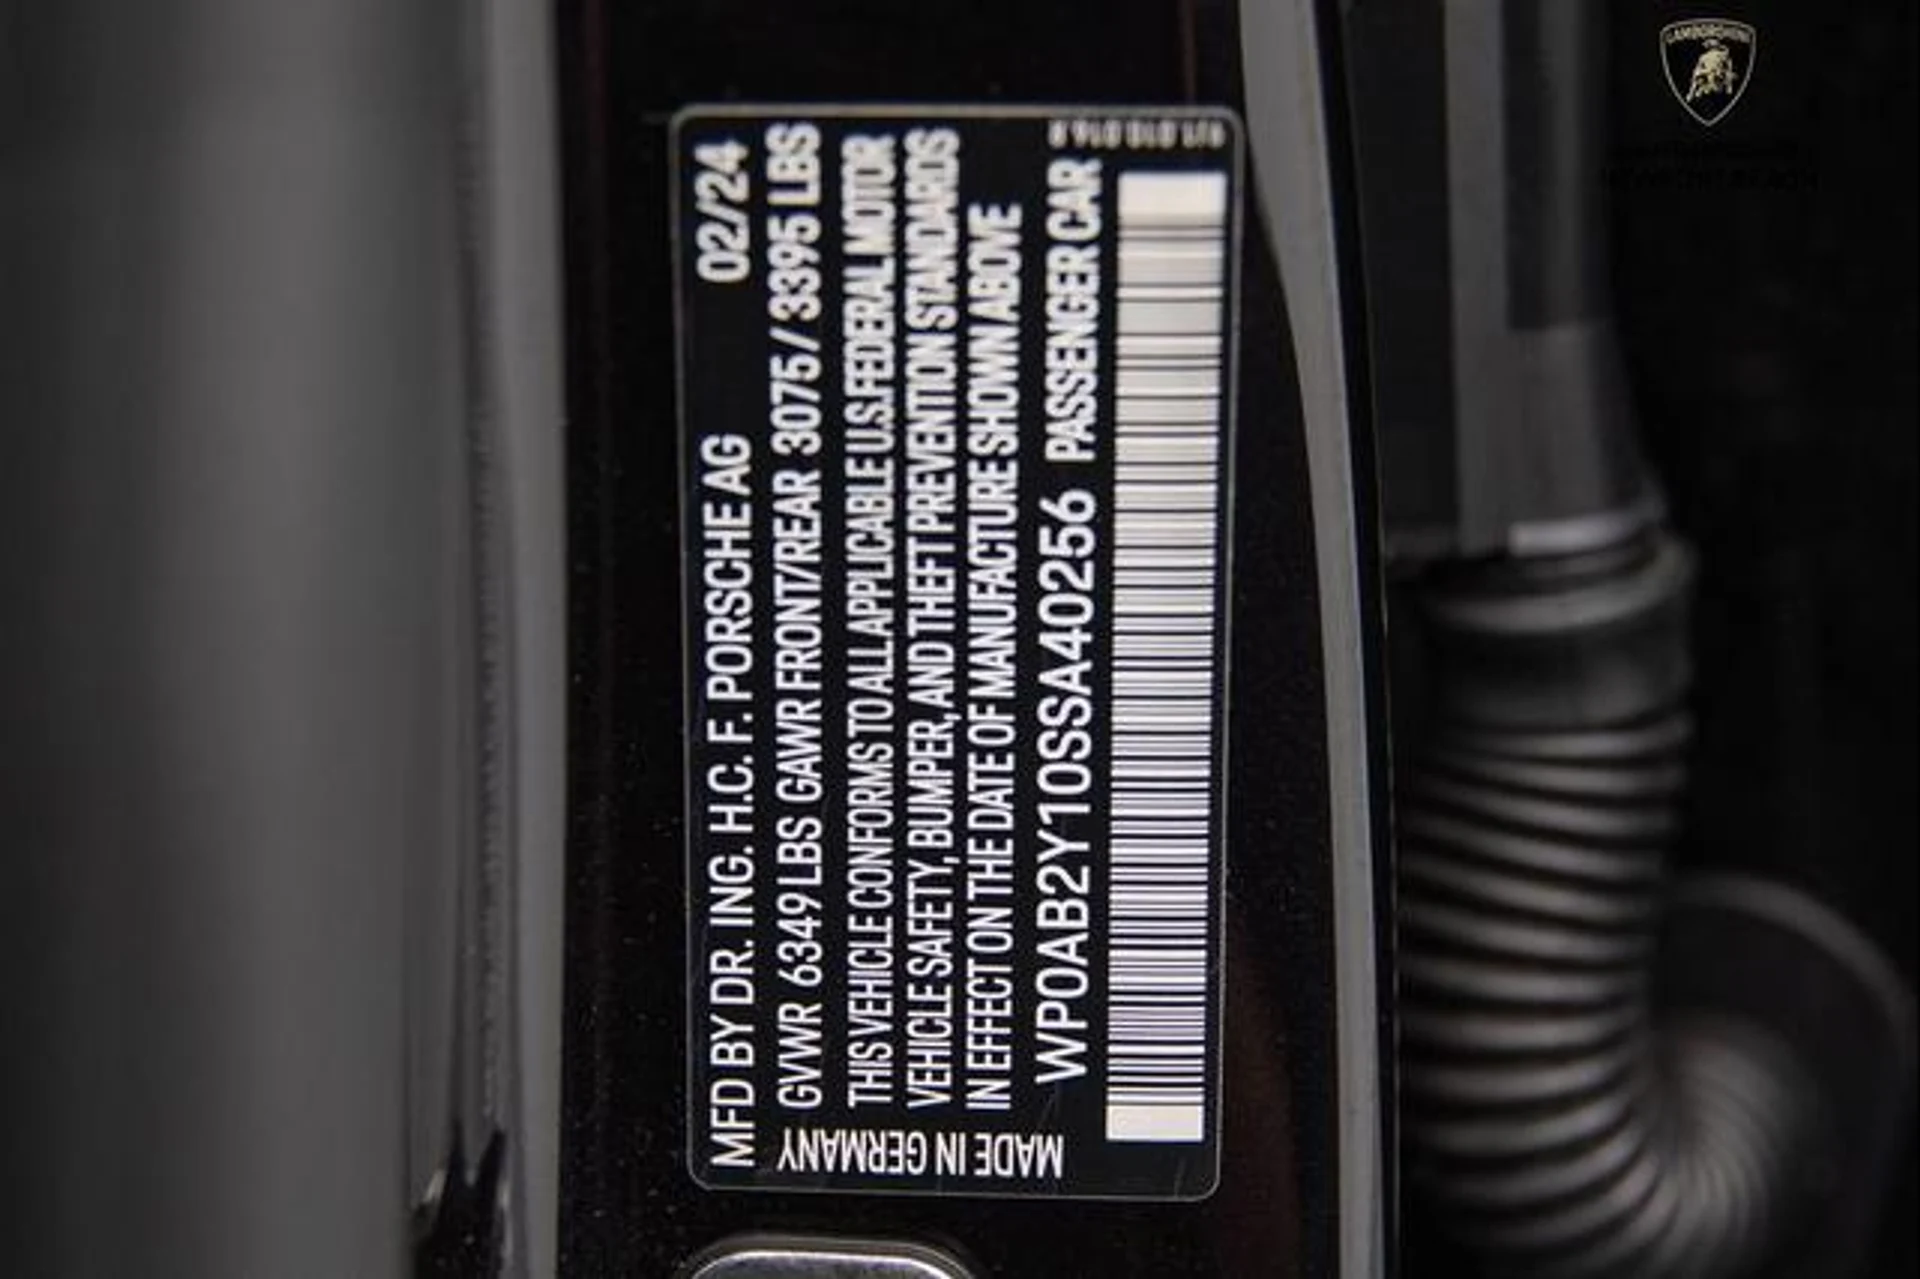 MFD BY DR. ING. H.C. F. PORSCHE AG 02/24
GVWR 6349 LBS GAWR FRONT/REAR 3075 / 3395 LBS
THIS VEHICLE CONFORMS TO ALL APPLICABLE U.S. FEDERAL MOTOR
VEHICLE SAFETY, BUMPER, AND THEFT PREVENTION STANDARDS
IN EFFECT ON THE DATE OF MANUFACTURE SHOWN ABOVE
WP0AB2Y10SSA40256 PASSENGER CAR
MADE IN GERMANY
LAMBORGHINI